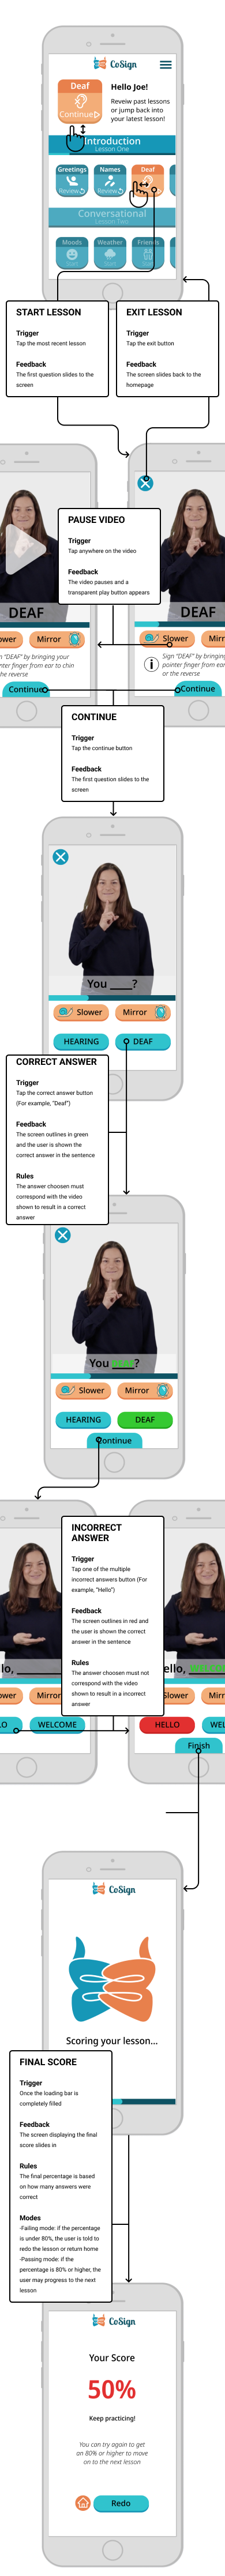 CoSign
Deaf
Continue
Hello Joe!
Reveiw past lessons
or jump back into
your latest lesson!
Introduction
Lesson One
Greetings
Names
Deaf
Review
Review
Conversational
Lesson Two
Moods
Weather
Friends
Start
Start
START LESSON
Trigger
Tap the most recent lesson
Feedback
The first question slides to the
screen
EXIT LESSON
Trigger
Tap the exit button
Feedback
The screen slides back to the
homepage
PAUSE VIDEO
Trigger
Tap anywhere on the video
Feedback
The video pauses and a
transparent play button appears
DEAF
DEAF
ower
Mirror
Slower
Mirr
n "DEAF" by bringing your
nter finger from ear to chin
he reverse
Continue
i
Sign "DEAF" by bringing
pointer finger from ear
or the reverse
Continue
CONTINUE
Trigger
Tap the continue button
Feedback
The first question slides to the
screen
You ____?
Slower
Mirror
HEARING
DEAF
CORRECT ANSWER
Trigger
Tap the correct answer button
(For example, "Deaf")
Feedback
The screen outlines in green
and the user is shown the
correct answer in the sentence
Rules
The answer choosen must
correspond with the video
shown to result in a correct
answer
You
?
Slower
Mirror
HEARING
DEAF
Continue
INCORRECT
ANSWER
Trigger
Tap one of the multiple
incorrect answers button (For
example, "Hello")
Feedback
The screen outlines in red and
the user is shown the correct
answer in the sentence
Rules
The answer choosen must not
correspond with the video
shown to result in a incorrect
answer
lo,
ower
Mirror
LO
WELCOME
ello,
Slower
Mirr
HELLO
WEL
Finish
CoSign
Scoring your lesson...
FINAL SCORE
Trigger
Once the loading bar is
completely filled
Feedback
The screen displaying the final
score slides in
Rules
The final percentage is based
on how many answers were
correct
Modes
-Failing mode: if the percentage
is under 80%, the user is told to
redo the lesson or return home
-Passing mode: if the
percentage is 80% or higher, the
user may progress to the next
lesson
CoSign
Your Score
50%
Keep practicing!
You can try again to get
an 80% or higher to move
on to the next lesson
Redo